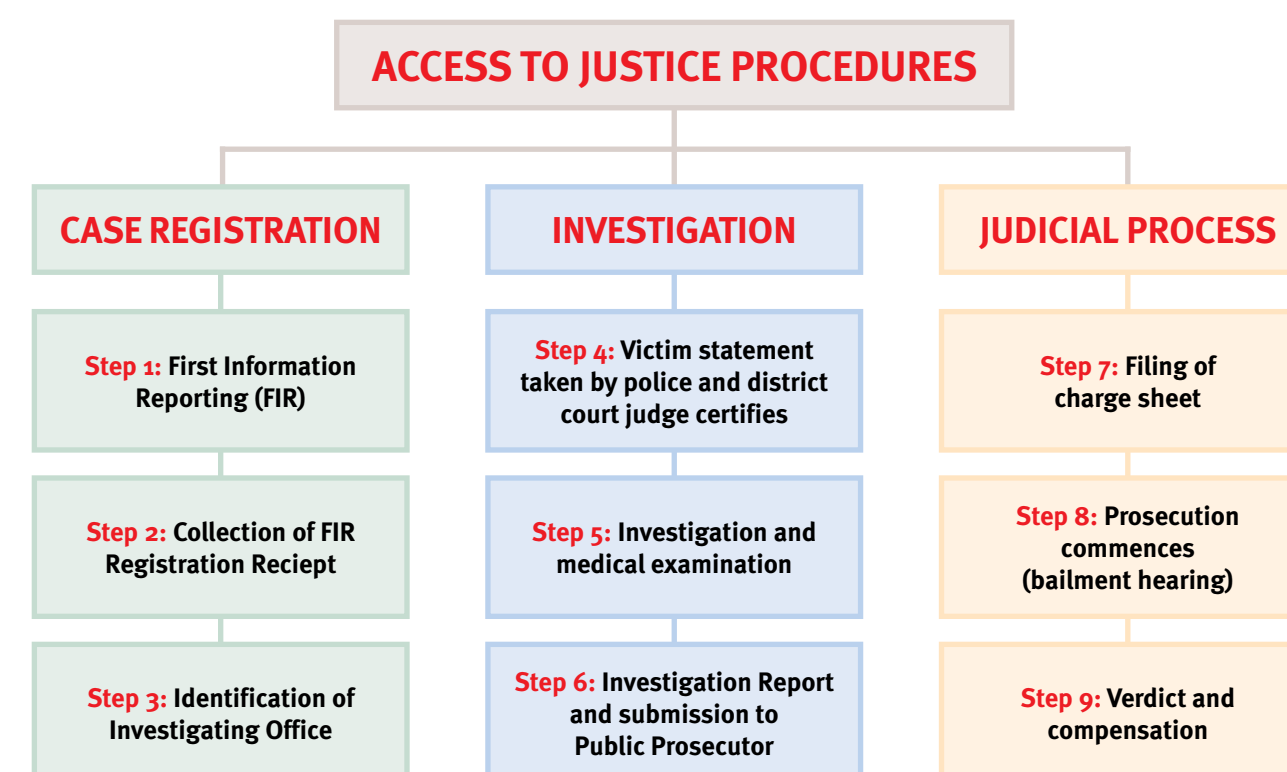 ACCESS TO JUSTICE PROCEDURES
CASE REGISTRATION
Step 1: First Information
Reporting (FIR)
Step 2: Collection of FIR
Registration Reciept
Step 3: Identification of
Investigating Office
INVESTIGATION
Step 4: Victim statement
taken by police and district
court judge certifies
Step 5: Investigation and
medical examination
Step 6: Investigation Report
and submission to
Public Prosecutor
JUDICIAL PROCESS
Step 7: Filing of
charge sheet
Step 8: Prosecution
commences
(bailment hearing)
Step 9: Verdict and
compensation